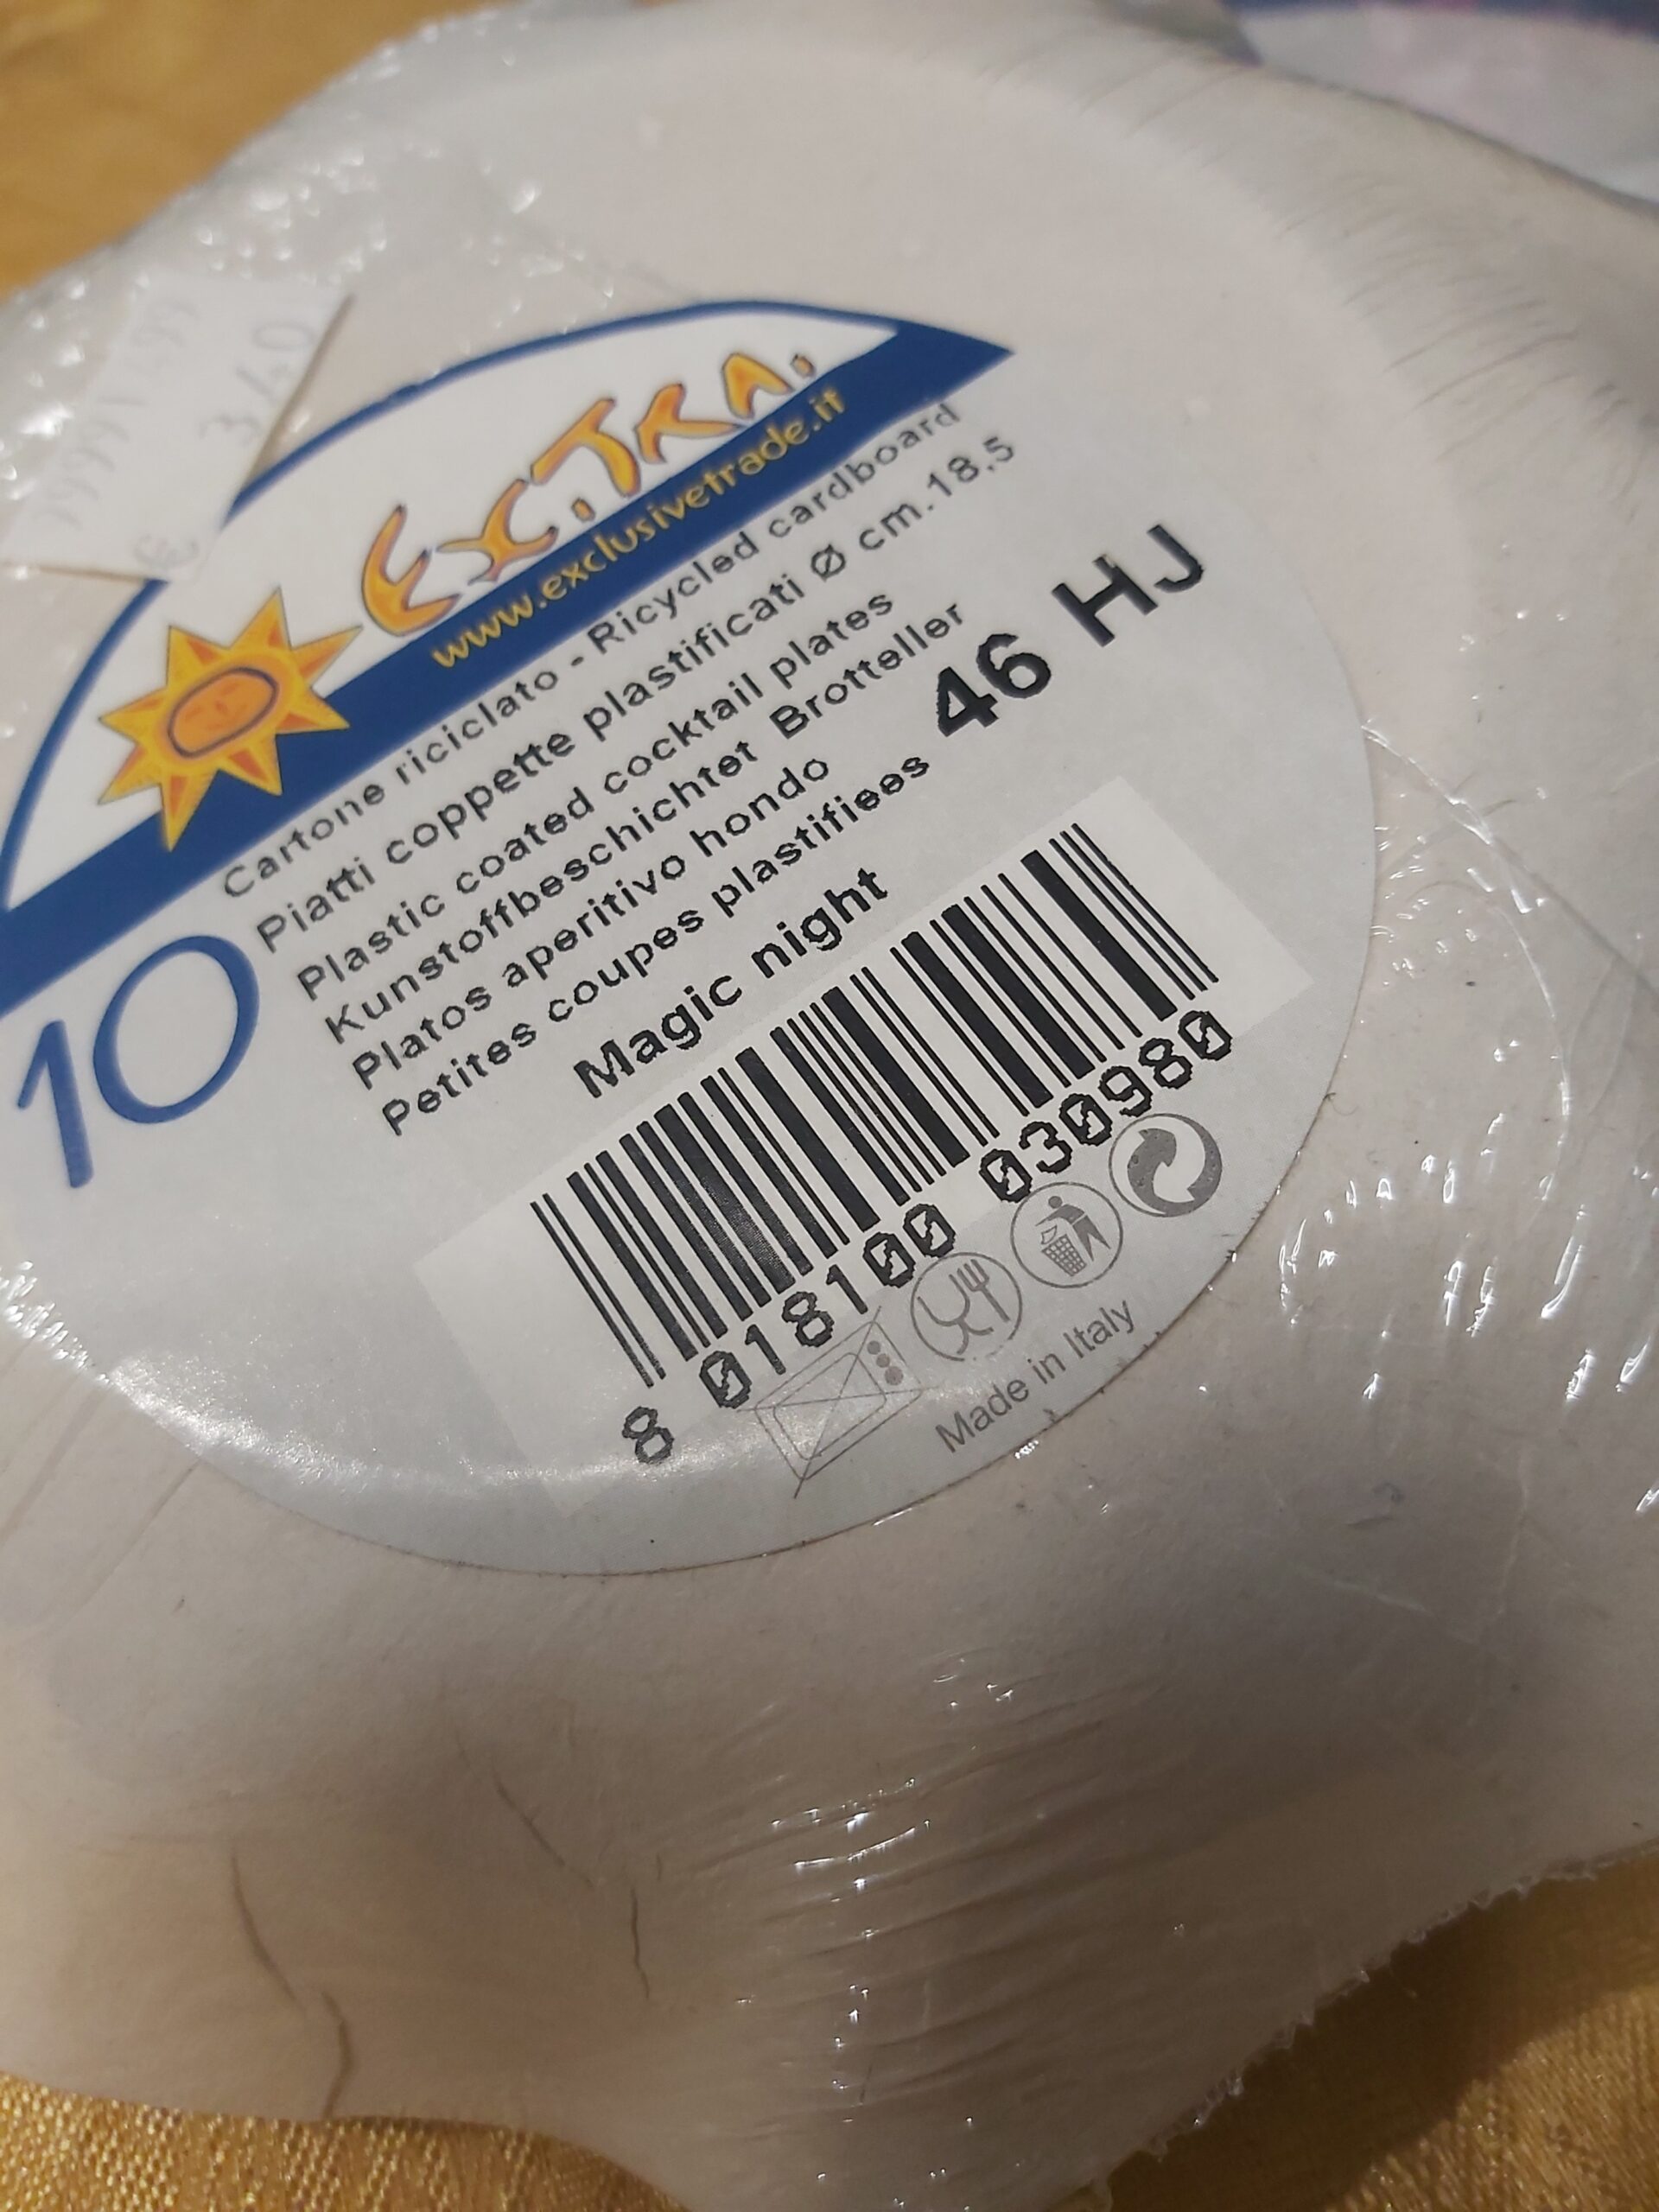 EX.TRA.
www.exclusivetrade.it
10
Cartone riciclato - Ricycled cardboard
Piatti coppette plastificati Ø cm.18,5
Plastic coated cocktail plates
Kunstoffbeschichtet Brotteller
Platos aperitivo hondo
Petites coupes plastifiees
46 HJ
Magic night
8 018100 030980
Made in Italy
€ 3,40